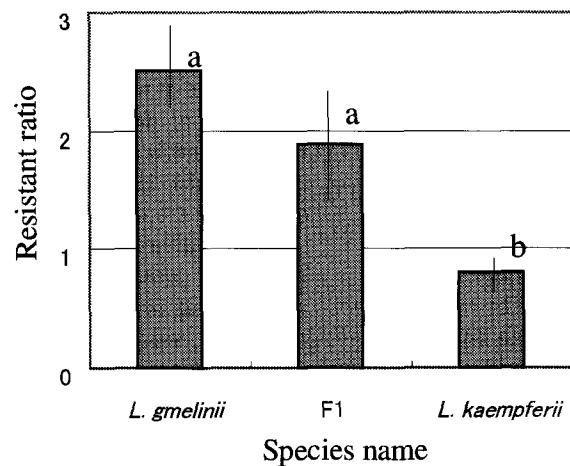 3
a
a
2
Resistant ratio
b
1
0
L. gmelinii
F1
L. kaempferii
Species name